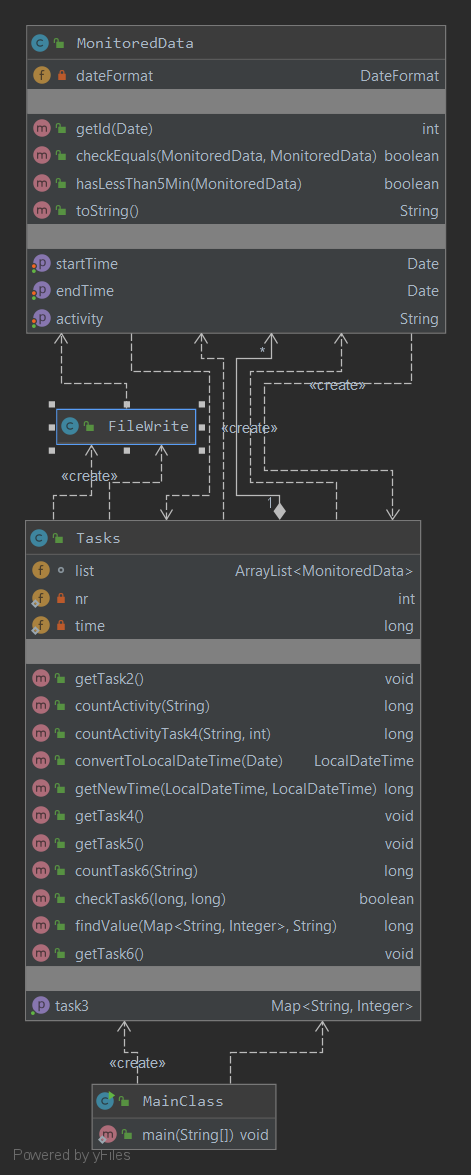 MonitoredData
dateFormat DateFormat
getId(Date) int
checkEquals(MonitoredData, MonitoredData) boolean
hasLessThan5Min(MonitoredData) boolean
toString() String
startTime Date
endTime Date
activity String
*
«create»
FileWrite
«create»
«create»
1
Tasks
list ArrayList<MonitoredData>
nr int
time long
getTask2() void
countActivity(String) long
countActivityTask4(String, int) long
convertToLocalDateTime(Date) LocalDateTime
getNewTime(LocalDateTime, LocalDateTime) long
getTask4() void
getTask5() void
countTask6(String) long
checkTask6(long, long) boolean
findValue(Map<String, Integer>, String) long
getTask6() void
task3 Map<String, Integer>
«create»
MainClass
main(String[]) void
Powered by yFiles